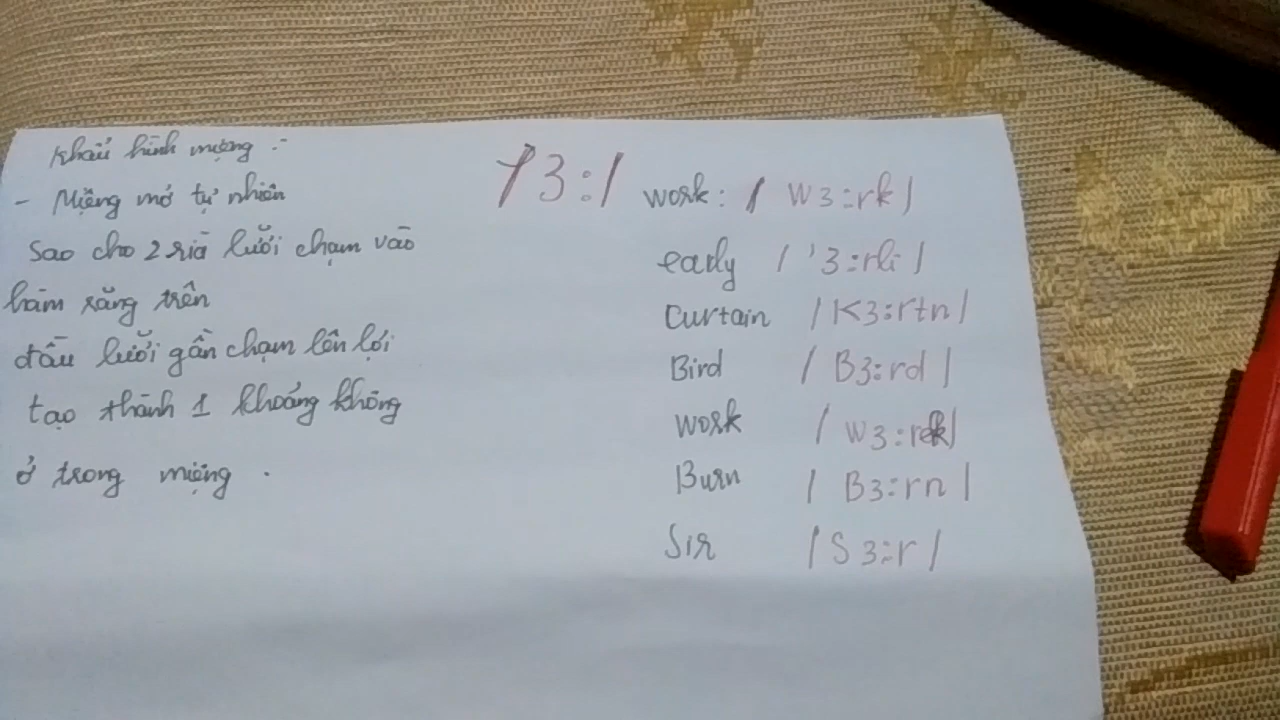 Khẩu hình miệng :
- Miệng mở tự nhiên
sao cho 2 rìa lưỡi chạm vào
hàm răng trên
đầu lưỡi gần chạm lên lợi
tạo thành 1 khoảng không
ở trong miệng .
/3:/
work : / W3:rk /
early / '3:rli /
Curtain / K3:rtn /
Bird / B3:rd /
work / W3:rk /
Burn / B3:rn /
Sir / S3:r /